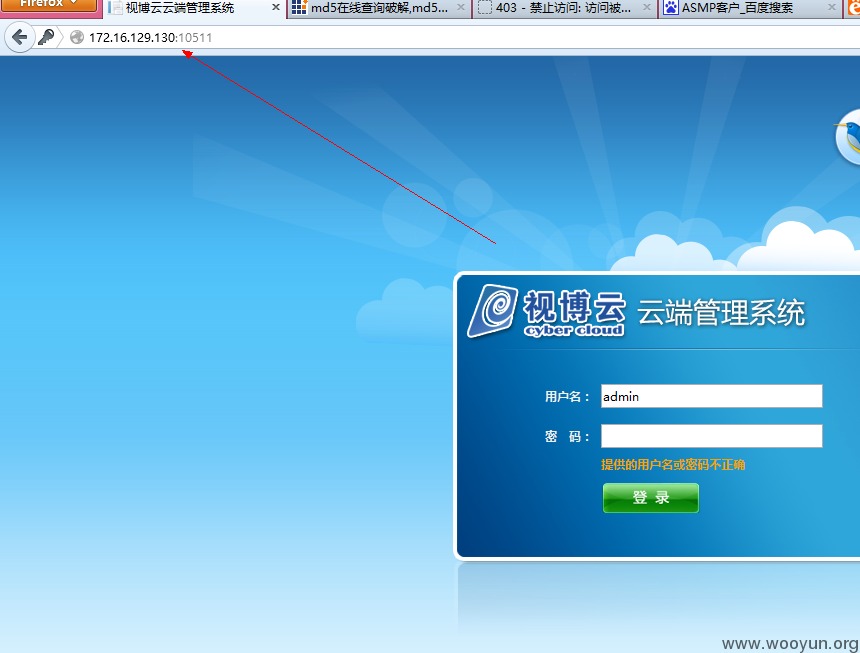 Firefox
视博云云端管理系统
md5在线查询破解,md5...
403 - 禁止访问: 访问被...
ASMP客户_百度搜索
172.16.129.130:10511
视博云
cyber cloud
云端管理系统
用户名：
admin
密 码：
提供的用户名或密码不正确
登 录
www.wooyun.org